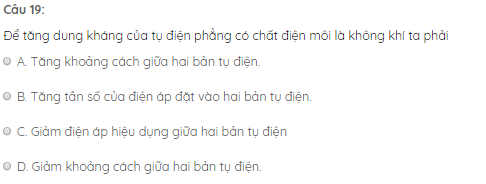 Câu 19:
Để tăng dung kháng của tụ điện phẳng có chất điện môi là không khí ta phải
A. Tăng khoảng cách giữa hai bản tụ điện.
B. Tăng tần số của điện áp đặt vào hai bản tụ điện.
C. Giảm điện áp hiệu dụng giữa hai bản tụ điện
D. Giảm khoảng cách giữa hai bản tụ điện.